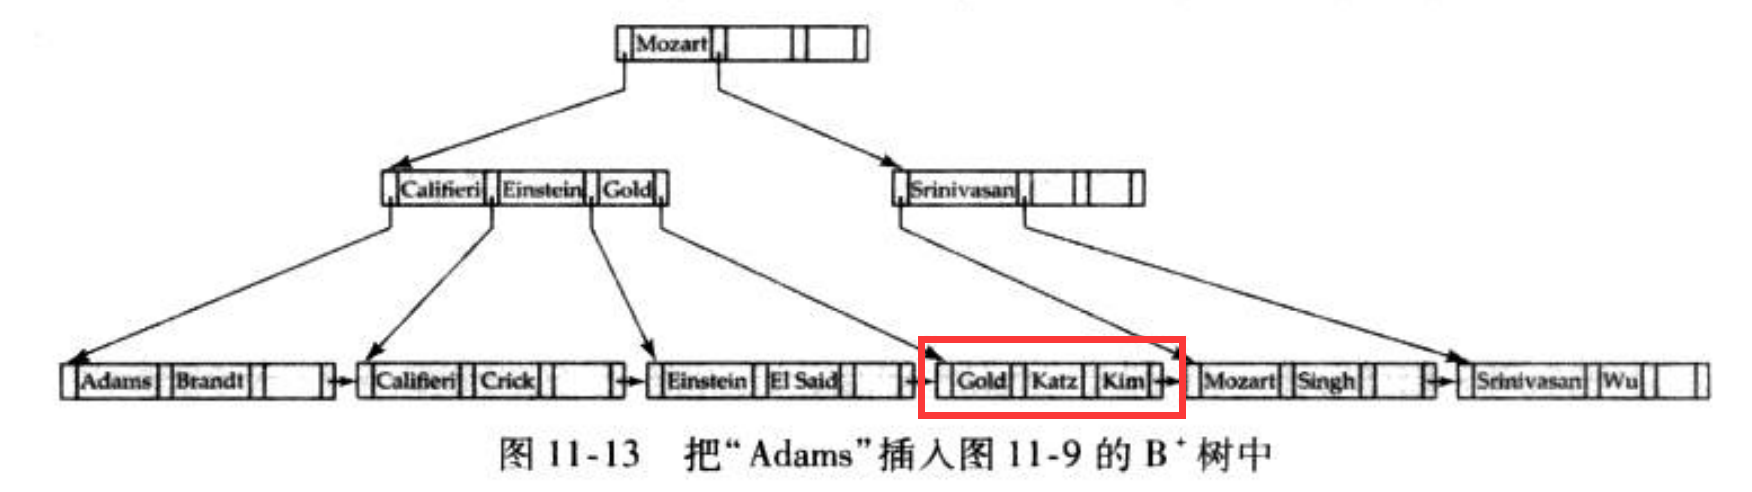 Mozart
Califieri Einstein Gold
Srinivasan
Adams Brandt
Califieri Crick
Einstein El Said
Gold Katz Kim
Mozart Singh
Srinivasan Wu
图 11-13 把“Adams”插入图 11-9 的 B⁺树中